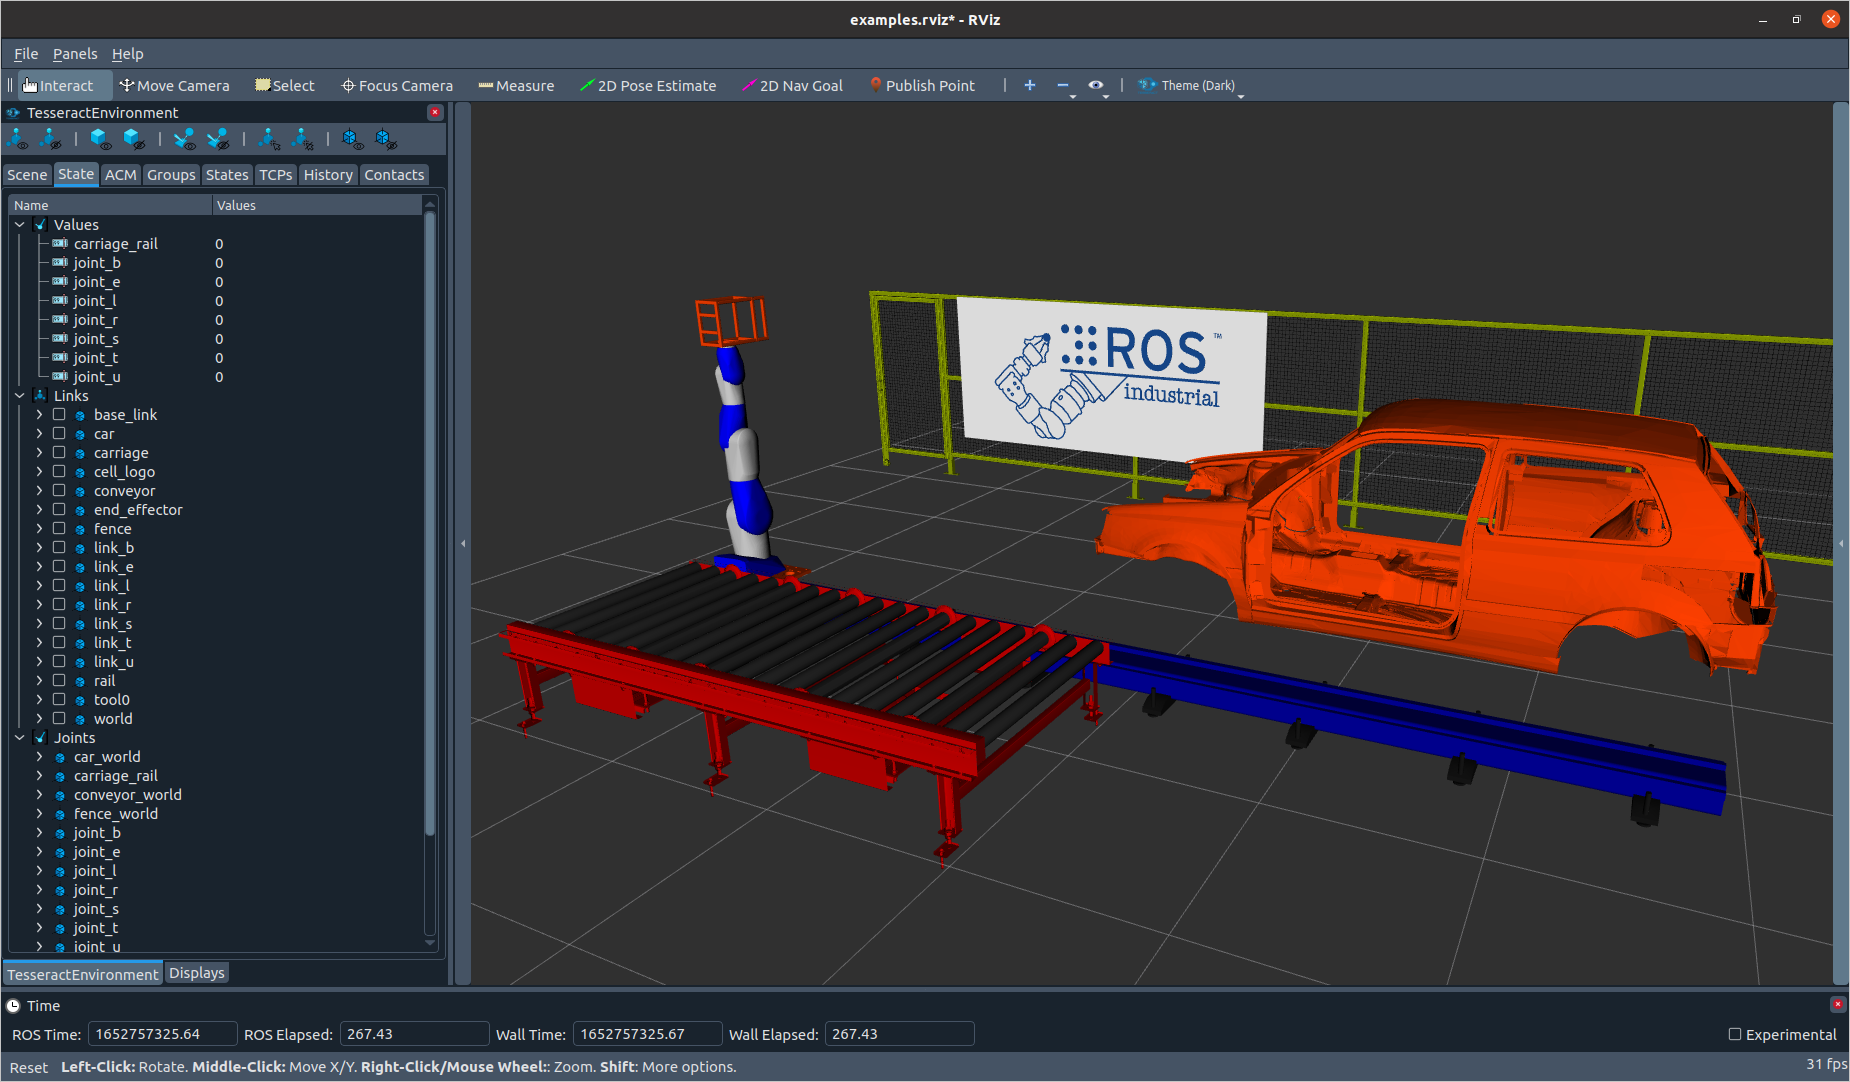 examples.rviz* - RViz
File Panels Help
Interact Move Camera Select Focus Camera Measure 2D Pose Estimate 2D Nav Goal Publish Point Theme (Dark)
TesseractEnvironment
Scene State ACM Groups States TCPs History Contacts
Name Values
Values
carriage_rail 0
joint_b 0
joint_e 0
joint_l 0
joint_r 0
joint_s 0
joint_t 0
joint_u 0
Links
base_link
car
carriage
cell_logo
conveyor
end_effector
fence
link_b
link_e
link_l
link_r
link_s
link_t
link_u
rail
tool0
world
Joints
car_world
carriage_rail
conveyor_world
fence_world
joint_b
joint_e
joint_l
joint_r
joint_s
joint_t
joint_u
TesseractEnvironment Displays
ROS™
industrial
Time
ROS Time: 1652757325.64 ROS Elapsed: 267.43 Wall Time: 1652757325.67 Wall Elapsed: 267.43 Experimental
Reset Left-Click: Rotate. Middle-Click: Move X/Y. Right-Click/Mouse Wheel:: Zoom. Shift: More options. 31 fps